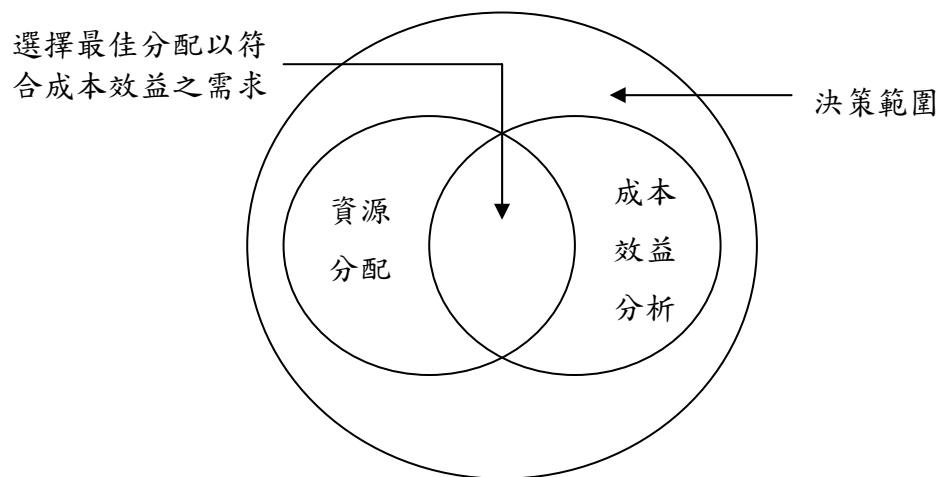 選擇最佳分配以符
合成本效益之需求
決策範圍
資源
分配
成本
效益
分析